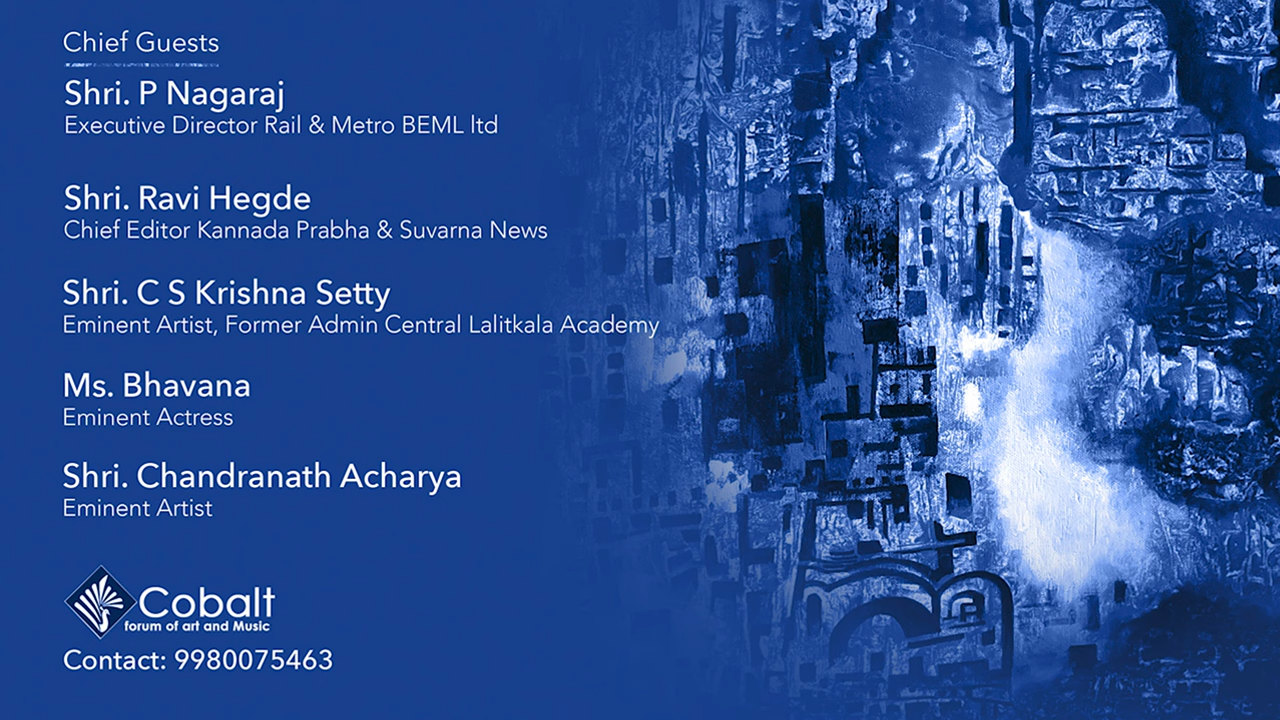 Chief Guests
Shri. P Nagaraj
Executive Director Rail & Metro BEML ltd
Shri. Ravi Hegde
Chief Editor Kannada Prabha & Suvarna News
Shri. C S Krishna Setty
Eminent Artist, Former Admin Central Lalitkala Academy
Ms. Bhavana
Eminent Actress
Shri. Chandranath Acharya
Eminent Artist
Cobalt
forum of art and Music
Contact: 9980075463